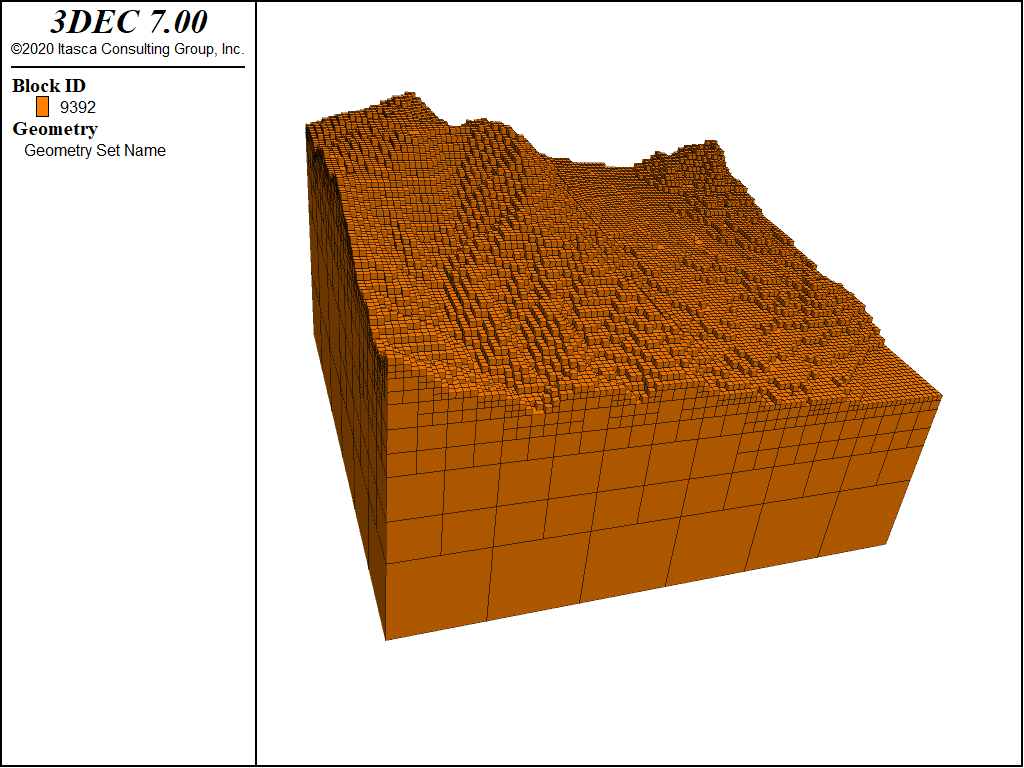 3DEC 7.00
©2020 Itasca Consulting Group, Inc.
Block ID
9392
Geometry
Geometry Set Name